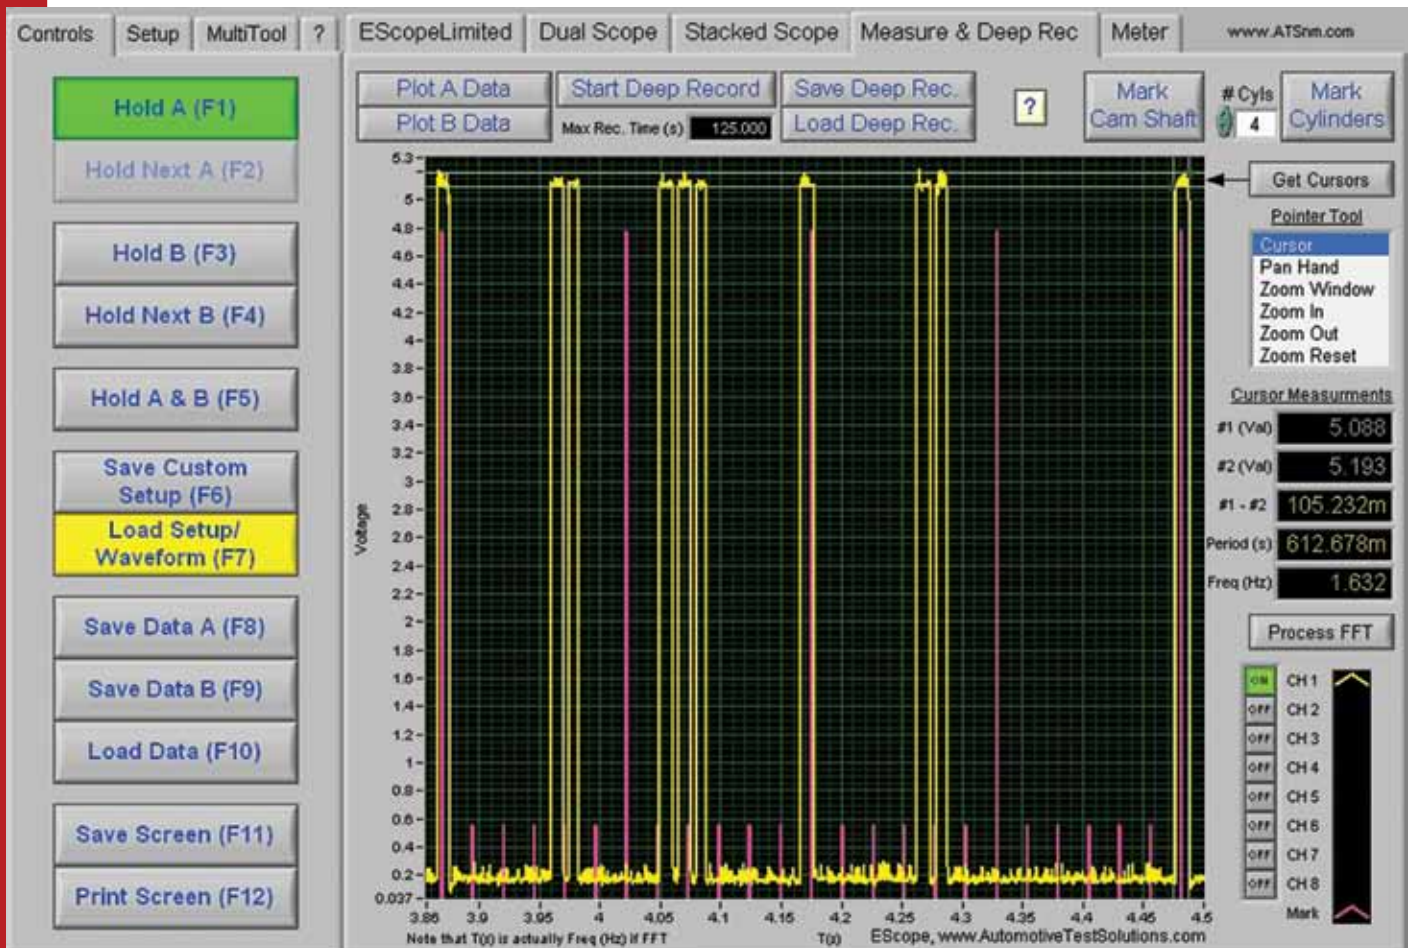 Controls Setup MultiTool ? EScopeLimited Dual Scope Stacked Scope Measure & Deep Rec Meter www.ATSnm.com
Hold A (F1)
Hold Next A (F2)
Hold B (F3)
Hold Next B (F4)
Hold A & B (F5)
Save Custom
Setup (F6)
Load Setup/
Waveform (F7)
Save Data A (F8)
Save Data B (F9)
Load Data (F10)
Save Screen (F11)
Print Screen (F12)
Plot A Data
Plot B Data
Start Deep Record
Max Rec. Time (s) 125.000
Save Deep Rec.
Load Deep Rec.
?
Mark
Cam Shaft
# Cyls
4
Mark
Cylinders
Voltage
5.3
5
4.8
4.6
4.4
4.2
4
3.8
3.6
3.4
3.2
3
2.8
2.6
2.4
2.2
2
1.8
1.6
1.4
1.2
1
0.8
0.6
0.4
0.2
0.037
3.86 3.9 3.95 4 4.05 4.1 4.15 4.2 4.25 4.3 4.35 4.4 4.45 4.5
Note that T(s) is actually Freq (Hz) if FFT T(s) EScope, www.AutomotiveTestSolutions.com
Get Cursors
Pointer Tool
Cursor
Pan Hand
Zoom Window
Zoom In
Zoom Out
Zoom Reset
Cursor Measurments
#1 (Val) 5.088
#2 (Val) 5.193
#1 - #2 105.232m
Period (s) 612.678m
Freq (Hz) 1.632
Process FFT
ON CH 1
OFF CH 2
OFF CH 3
OFF CH 4
OFF CH 5
OFF CH 6
OFF CH 7
OFF CH 8
Mark